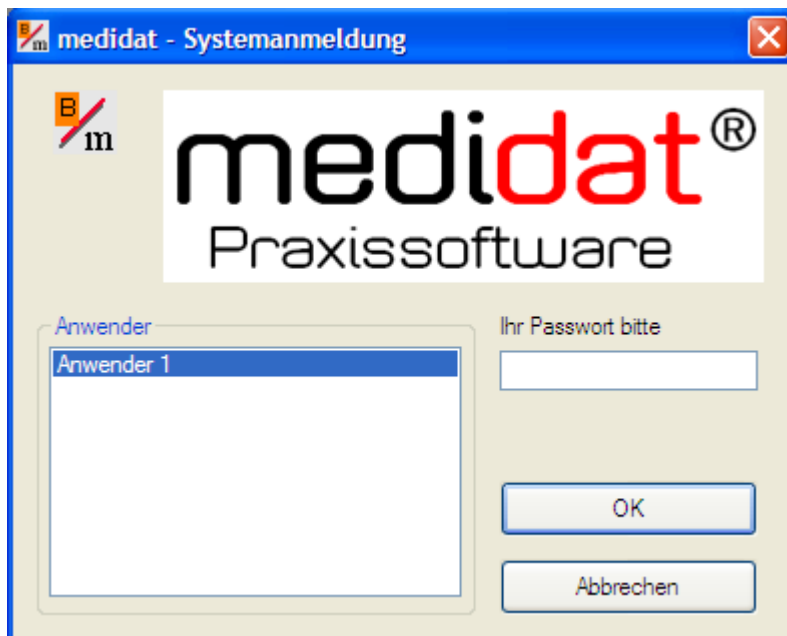 medidat - Systemanmeldung
B/m
medidat®
Praxissoftware
Anwender
Anwender 1
Ihr Passwort bitte
OK
Abbrechen